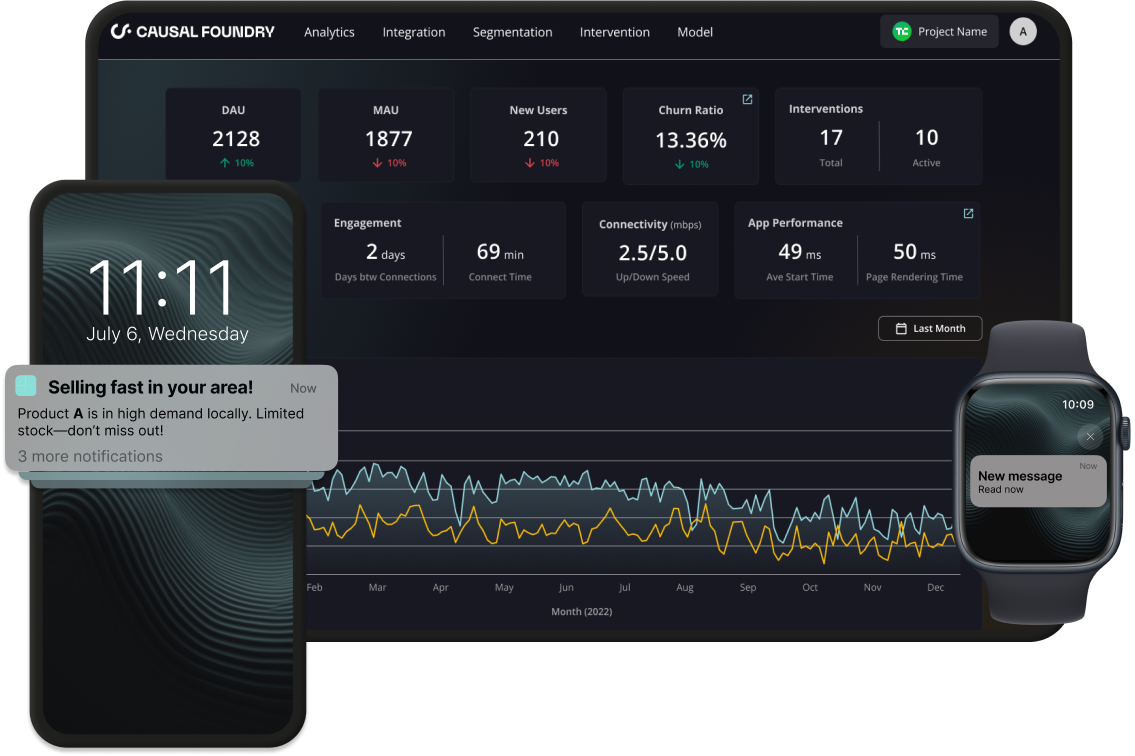 CAUSAL FOUNDRY
Analytics
Integration
Segmentation
Intervention
Model
TC
Project Name
A
DAU
2128
10%
MAU
1877
10%
New Users
210
10%
Churn Ratio
13.36%
10%
Interventions
17
Total
10
Active
Engagement
2 days
Days btw Connections
69 min
Connect Time
Connectivity (mbps)
2.5/5.0
Up/Down Speed
App Performance
49 ms
Ave Start Time
50 ms
Page Rendering Time
Last Month
11:11
July 6, Wednesday
Selling fast in your area!
Now
Product A is in high demand locally. Limited
stock—don’t miss out!
3 more notifications
10:09
Now
New message
Read now
Feb Mar Apr May Jun Jul Aug Sep Oct Nov Dec
Month (2022)